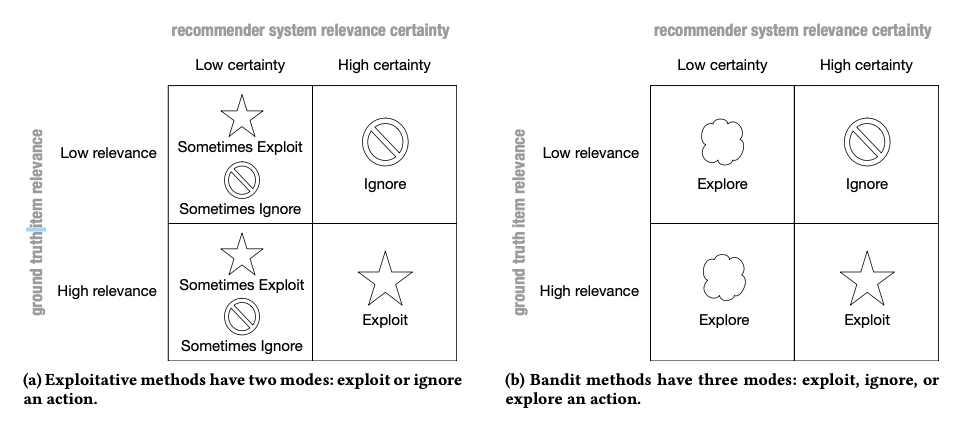 recommender system relevance certainty
Low certainty
High certainty
ground truth item relevance
Low relevance
Sometimes Exploit
Sometimes Ignore
Ignore
High relevance
Sometimes Exploit
Sometimes Ignore
Exploit
(a) Exploitative methods have two modes: exploit or ignore
an action.
recommender system relevance certainty
Low certainty
High certainty
ground truth item relevance
Low relevance
Explore
Ignore
High relevance
Explore
Exploit
(b) Bandit methods have three modes: exploit, ignore, or
explore an action.